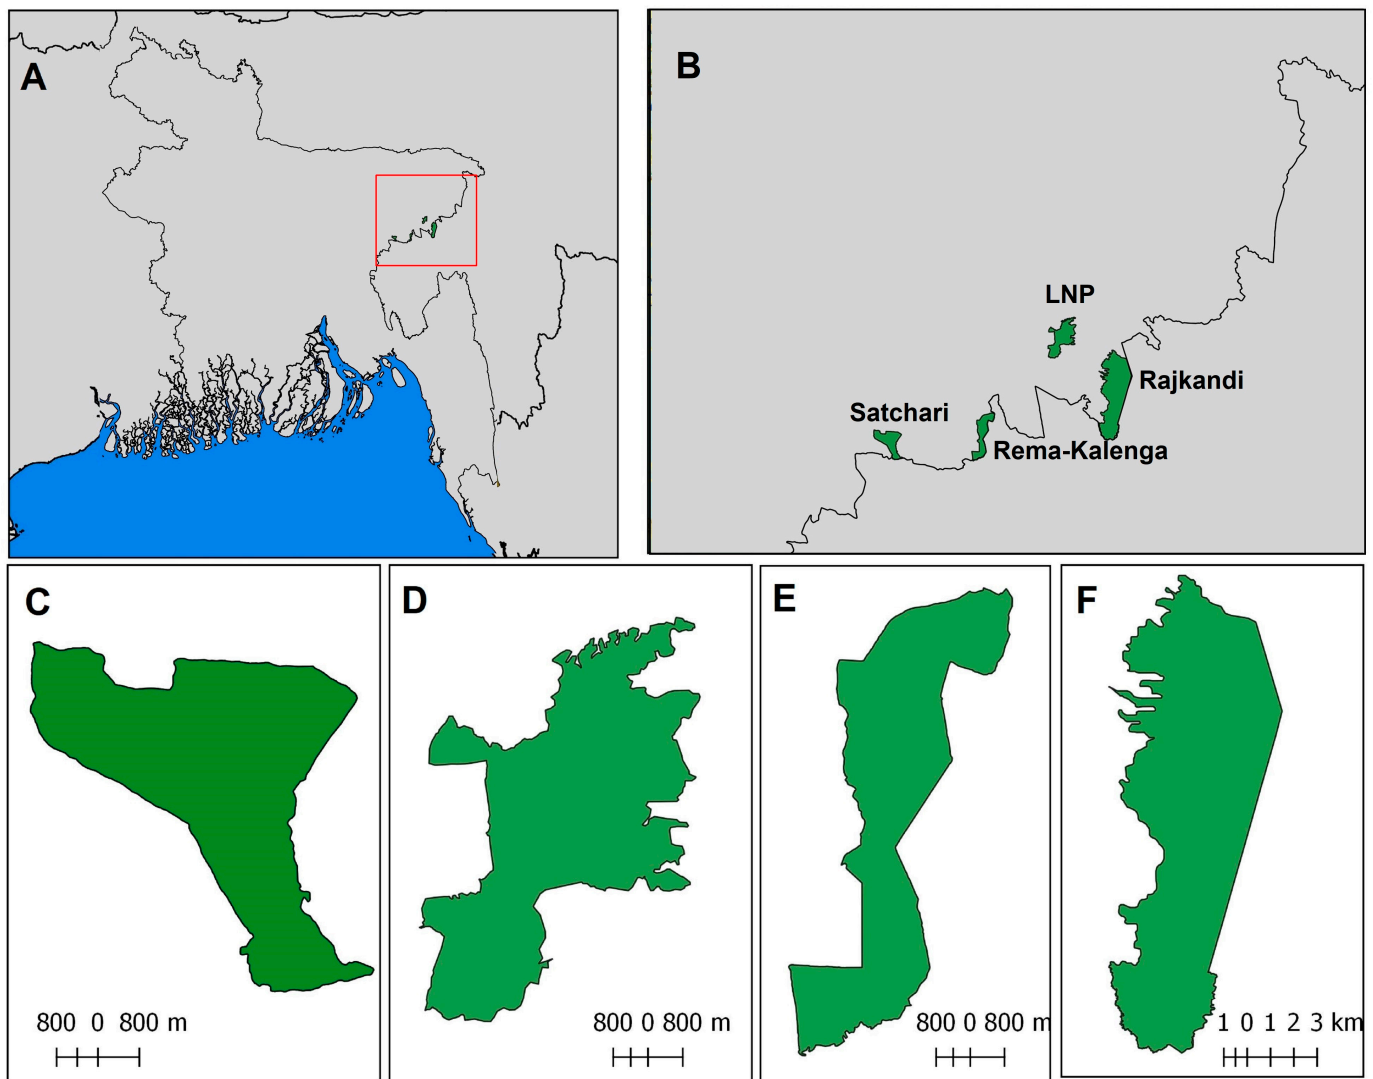 A
B
LNP
Rajkandi
Satchari
Rema-Kalenga
C
D
E
F
800 0 800 m
800 0 800 m
800 0 800 m
1 0 1 2 3 km